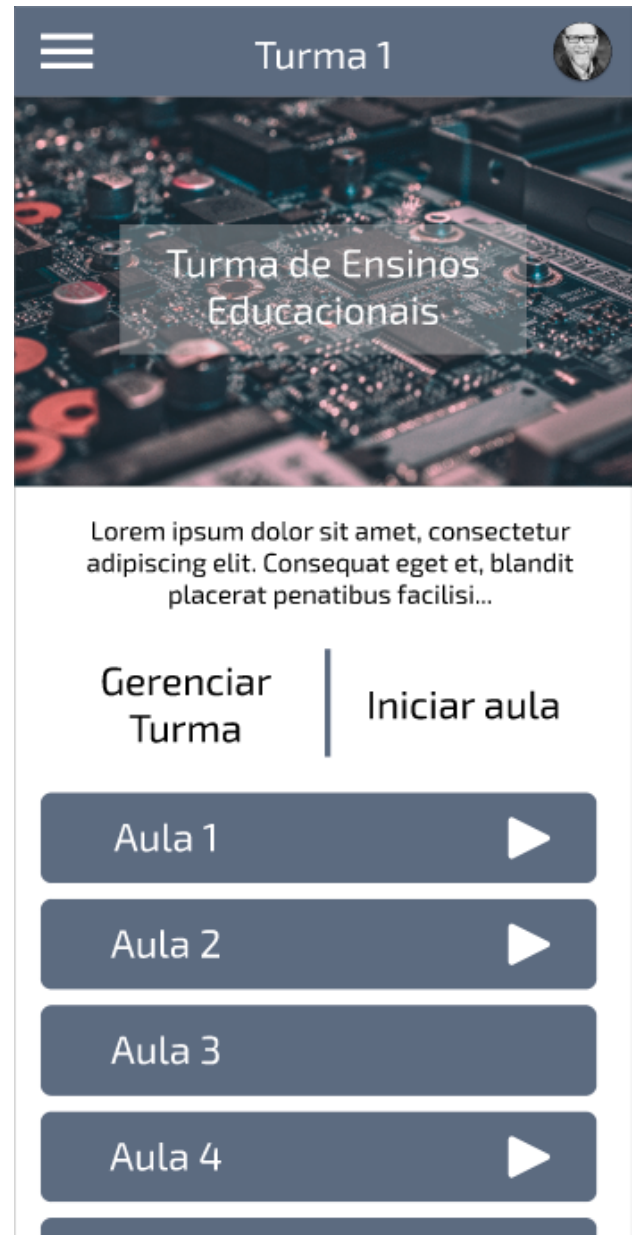 Turma 1
Turma de Ensinos
Educacionais
Lorem ipsum dolor sit amet, consectetur
adipiscing elit. Consequat eget et, blandit
placerat penatibus facilisi...
Gerenciar
Turma
Iniciar aula
Aula 1
Aula 2
Aula 3
Aula 4